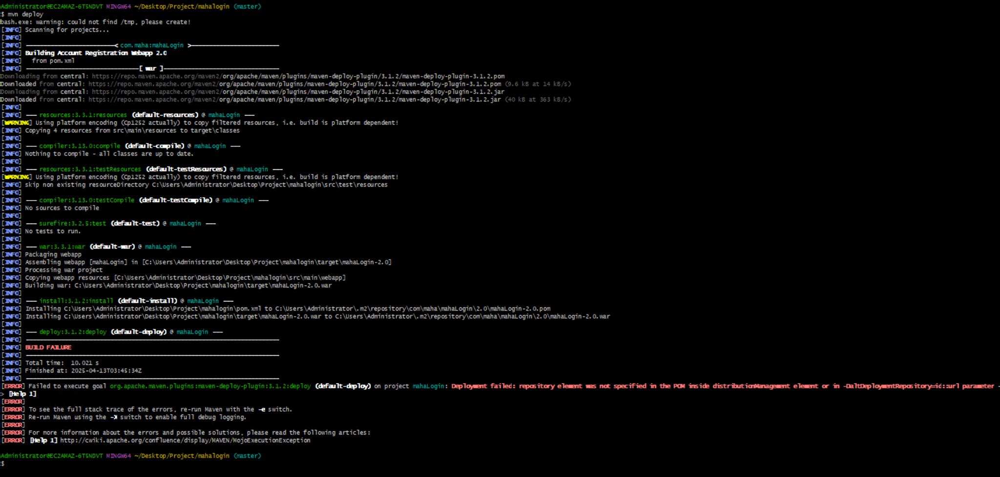 Administrator@EC2AMAZ-6T5NDVT MINGW64 ~/Desktop/Project/mahalogin (master)
$ mvn deploy
bash.exe: warning: could not find /tmp, please create!
[INFO] Scanning for projects...
[INFO]
[INFO] -------------------------< com.maha:mahaLogin >-------------------------
[INFO] Building Account Registration Webapp 2.0
[INFO]   from pom.xml
[INFO] --------------------------------[ war ]---------------------------------
Downloading from central: https://repo.maven.apache.org/maven2/org/apache/maven/plugins/maven-deploy-plugin/3.1.2/maven-deploy-plugin-3.1.2.pom
Downloaded from central: https://repo.maven.apache.org/maven2/org/apache/maven/plugins/maven-deploy-plugin/3.1.2/maven-deploy-plugin-3.1.2.pom (9.6 kB at 14 kB/s)
Downloading from central: https://repo.maven.apache.org/maven2/org/apache/maven/plugins/maven-deploy-plugin/3.1.2/maven-deploy-plugin-3.1.2.jar
Downloaded from central: https://repo.maven.apache.org/maven2/org/apache/maven/plugins/maven-deploy-plugin/3.1.2/maven-deploy-plugin-3.1.2.jar (40 kB at 363 kB/s)
[INFO]
[INFO] --- resources:3.3.1:resources (default-resources) @ mahaLogin ---
[WARNING] Using platform encoding (Cp1252 actually) to copy filtered resources, i.e. build is platform dependent!
[INFO] Copying 4 resources from src\main\resources to target\classes
[INFO]
[INFO] --- compiler:3.13.0:compile (default-compile) @ mahaLogin ---
[INFO] Nothing to compile - all classes are up to date.
[INFO]
[INFO] --- resources:3.3.1:testResources (default-testResources) @ mahaLogin ---
[WARNING] Using platform encoding (Cp1252 actually) to copy filtered resources, i.e. build is platform dependent!
[INFO] skip non existing resourceDirectory C:\Users\Administrator\Desktop\Project\mahalogin\src\test\resources
[INFO]
[INFO] --- compiler:3.13.0:testCompile (default-testCompile) @ mahaLogin ---
[INFO] No sources to compile
[INFO]
[INFO] --- surefire:3.2.5:test (default-test) @ mahaLogin ---
[INFO] No tests to run.
[INFO]
[INFO] --- war:3.3.1:war (default-war) @ mahaLogin ---
[INFO] Packaging webapp
[INFO] Assembling webapp [mahaLogin] in [C:\Users\Administrator\Desktop\Project\mahalogin\target\mahaLogin-2.0]
[INFO] Processing war project
[INFO] Copying webapp resources [C:\Users\Administrator\Desktop\Project\mahalogin\src\main\webapp]
[INFO] Building war: C:\Users\Administrator\Desktop\Project\mahalogin\target\mahaLogin-2.0.war
[INFO]
[INFO] --- install:3.1.2:install (default-install) @ mahaLogin ---
[INFO] Installing C:\Users\Administrator\Desktop\Project\mahalogin\pom.xml to C:\Users\Administrator\.m2\repository\com\maha\mahaLogin\2.0\mahaLogin-2.0.pom
[INFO] Installing C:\Users\Administrator\Desktop\Project\mahalogin\target\mahaLogin-2.0.war to C:\Users\Administrator\.m2\repository\com\maha\mahaLogin\2.0\mahaLogin-2.0.war
[INFO]
[INFO] --- deploy:3.1.2:deploy (default-deploy) @ mahaLogin ---
[INFO] ------------------------------------------------------------------------
[INFO] BUILD FAILURE
[INFO] ------------------------------------------------------------------------
[INFO] Total time:  10.021 s
[INFO] Finished at: 2025-04-13T03:45:34Z
[INFO] ------------------------------------------------------------------------
[ERROR] Failed to execute goal org.apache.maven.plugins:maven-deploy-plugin:3.1.2:deploy (default-deploy) on project mahaLogin: Deployment failed: repository element was not specified in the POM inside distributionManagement element or in -DaltDeploymentRepository=id::url parameter -
> [Help 1]
[ERROR]
[ERROR] To see the full stack trace of the errors, re-run Maven with the -e switch.
[ERROR] Re-run Maven using the -X switch to enable full debug logging.
[ERROR]
[ERROR] For more information about the errors and possible solutions, please read the following articles:
[ERROR] [Help 1] http://cwiki.apache.org/confluence/display/MAVEN/MojoExecutionException
Administrator@EC2AMAZ-6T5NDVT MINGW64 ~/Desktop/Project/mahalogin (master)
$